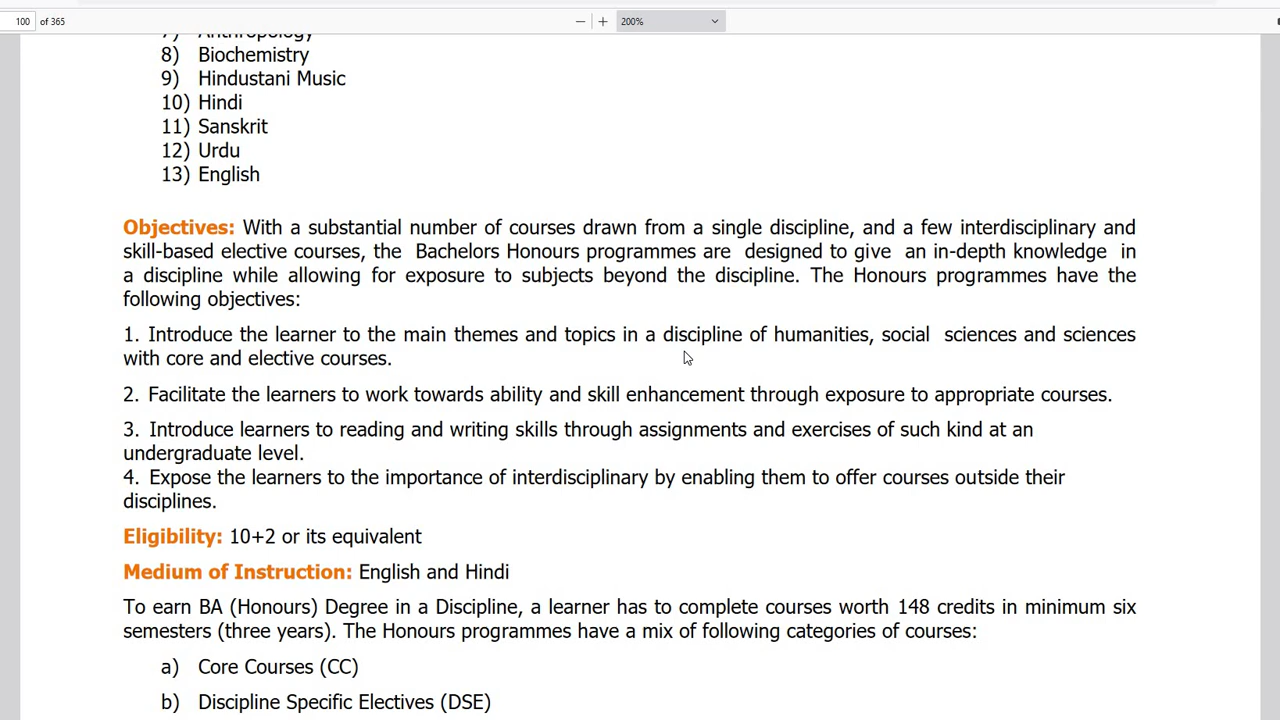 100 of 365 200%
7) Anthropology
8) Biochemistry
9) Hindustani Music
10) Hindi
11) Sanskrit
12) Urdu
13) English
Objectives: With a substantial number of courses drawn from a single discipline, and a few interdisciplinary and
skill-based elective courses, the Bachelors Honours programmes are designed to give an in-depth knowledge in
a discipline while allowing for exposure to subjects beyond the discipline. The Honours programmes have the
following objectives:
1. Introduce the learner to the main themes and topics in a discipline of humanities, social sciences and sciences
with core and elective courses.
2. Facilitate the learners to work towards ability and skill enhancement through exposure to appropriate courses.
3. Introduce learners to reading and writing skills through assignments and exercises of such kind at an
undergraduate level.
4. Expose the learners to the importance of interdisciplinary by enabling them to offer courses outside their
disciplines.
Eligibility: 10+2 or its equivalent
Medium of Instruction: English and Hindi
To earn BA (Honours) Degree in a Discipline, a learner has to complete courses worth 148 credits in minimum six
semesters (three years). The Honours programmes have a mix of following categories of courses:
a) Core Courses (CC)
b) Discipline Specific Electives (DSE)